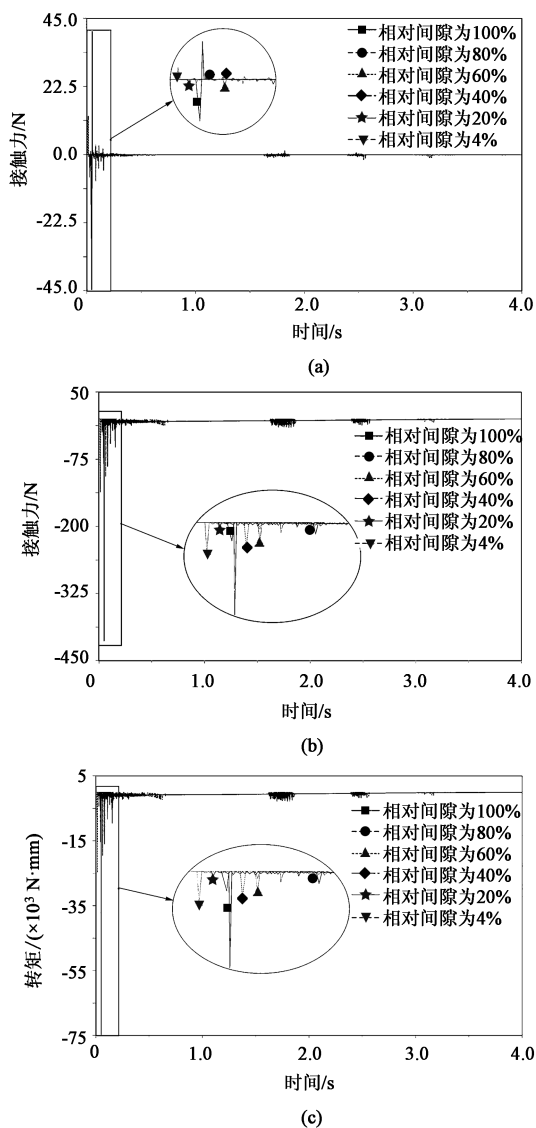 45.0
相对间隙为100%
相对间隙为80%
22.5
相对间隙为60%
相对间隙为40%
相对间隙为20%
接触力/N
0.0
相对间隙为4%
-22.5
-45.0
0
1.0
2.0
3.0
4.0
时间/s
(a)
50
相对间隙为100%
-75
相对间隙为80%
相对间隙为60%
接触力/N
-200
相对间隙为40%
相对间隙为20%
相对间隙为4%
-325
-450
0
1.0
2.0
3.0
4.0
时间/s
(b)
5
相对间隙为100%
-15
相对间隙为80%
相对间隙为60%
转矩/(×10³ N·mm)
-35
相对间隙为40%
相对间隙为20%
相对间隙为4%
-55
-75
0
1.0
2.0
3.0
4.0
时间/s
(c)